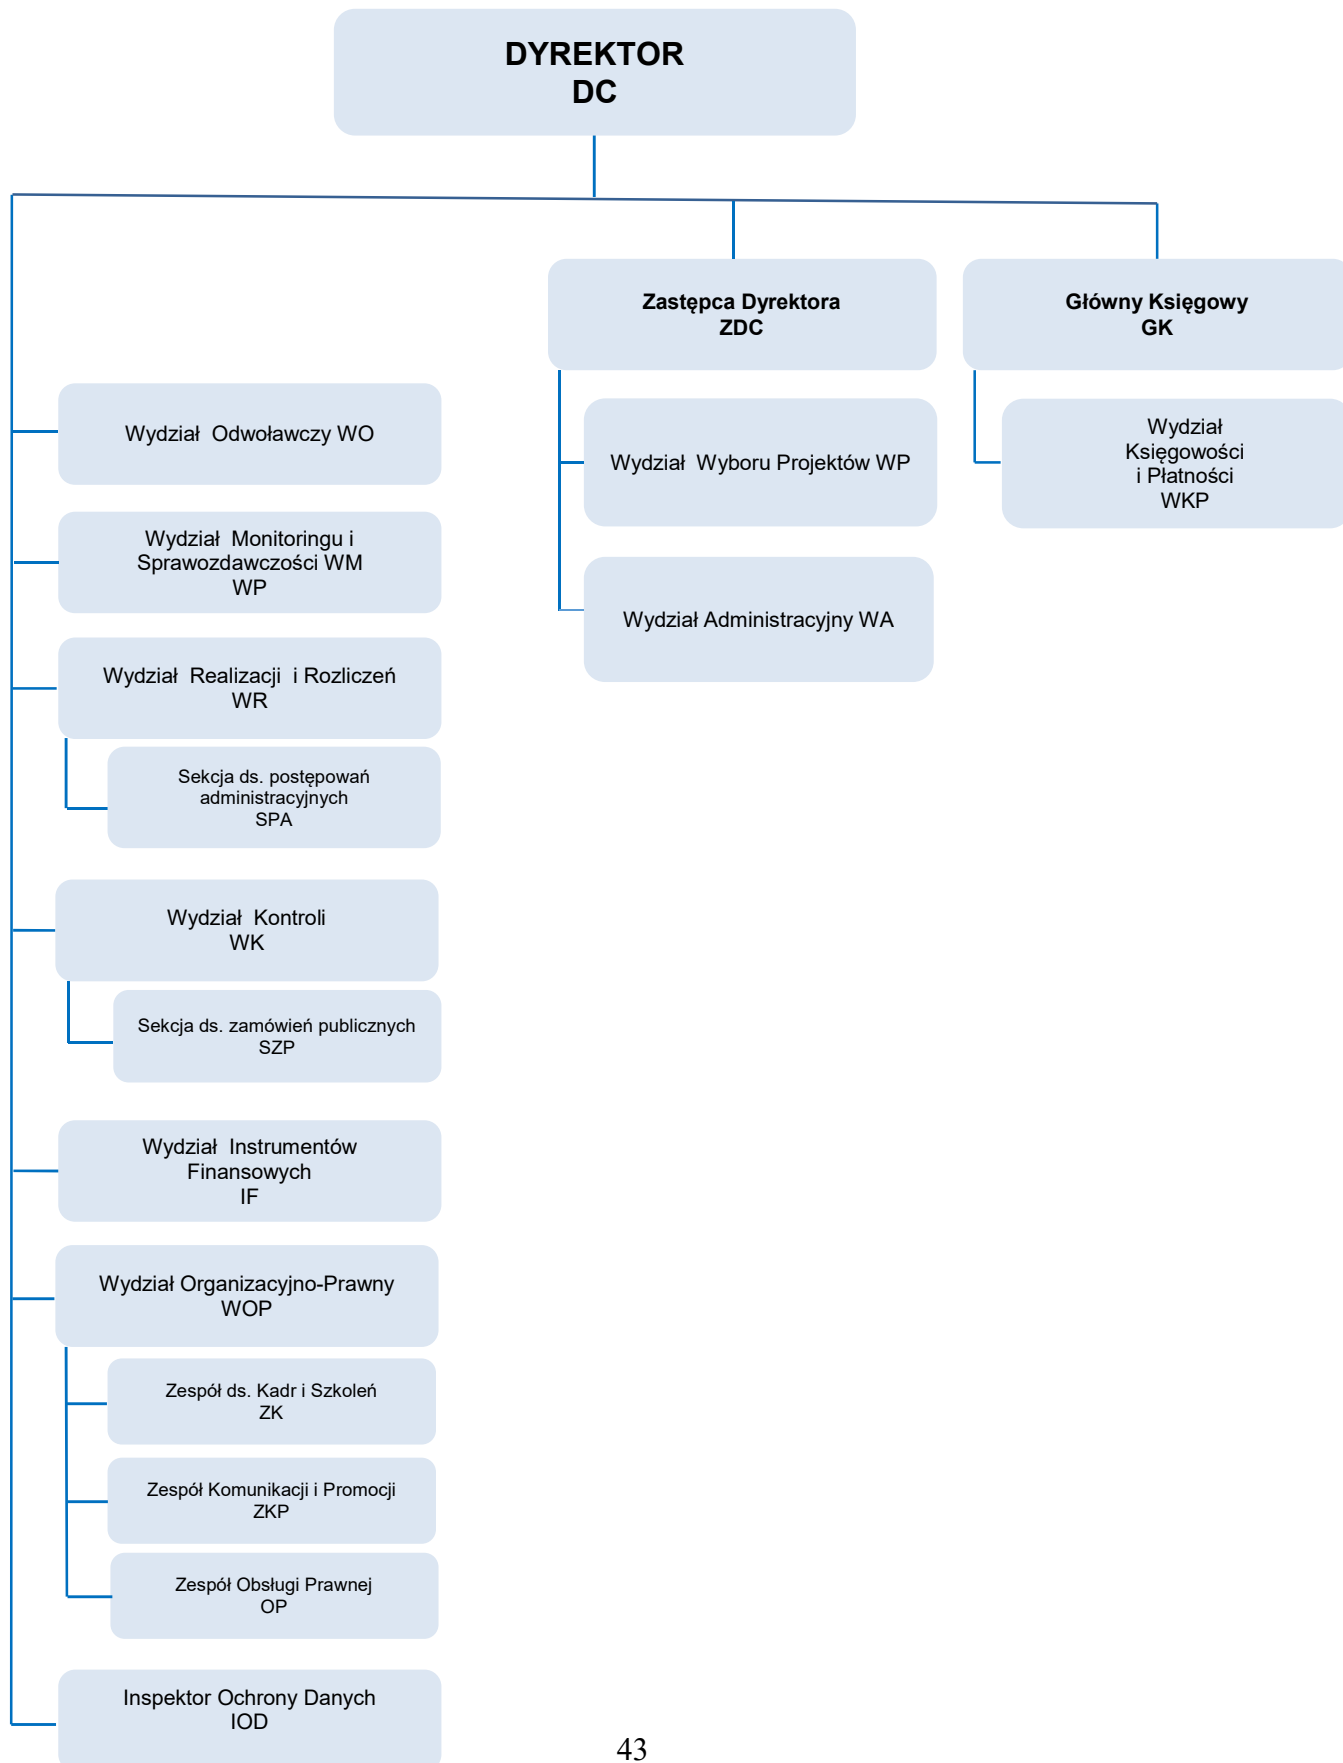 DYREKTOR
DC
Zastępca Dyrektora
ZDC
Główny Księgowy
GK
Wydział Odwoławczy WO
Wydział Wyboru Projektów WP
Wydział
Księgowości
i Płatności
WKP
Wydział Monitoringu i
Sprawozdawczości WM
WP
Wydział Administracyjny WA
Wydział Realizacji i Rozliczeń
WR
Sekcja ds. postępowań
administracyjnych
SPA
Wydział Kontroli
WK
Sekcja ds. zamówień publicznych
SZP
Wydział Instrumentów
Finansowych
IF
Wydział Organizacyjno-Prawny
WOP
Zespół ds. Kadr i Szkoleń
ZK
Zespół Komunikacji i Promocji
ZKP
Zespół Obsługi Prawnej
OP
Inspektor Ochrony Danych
IOD
43